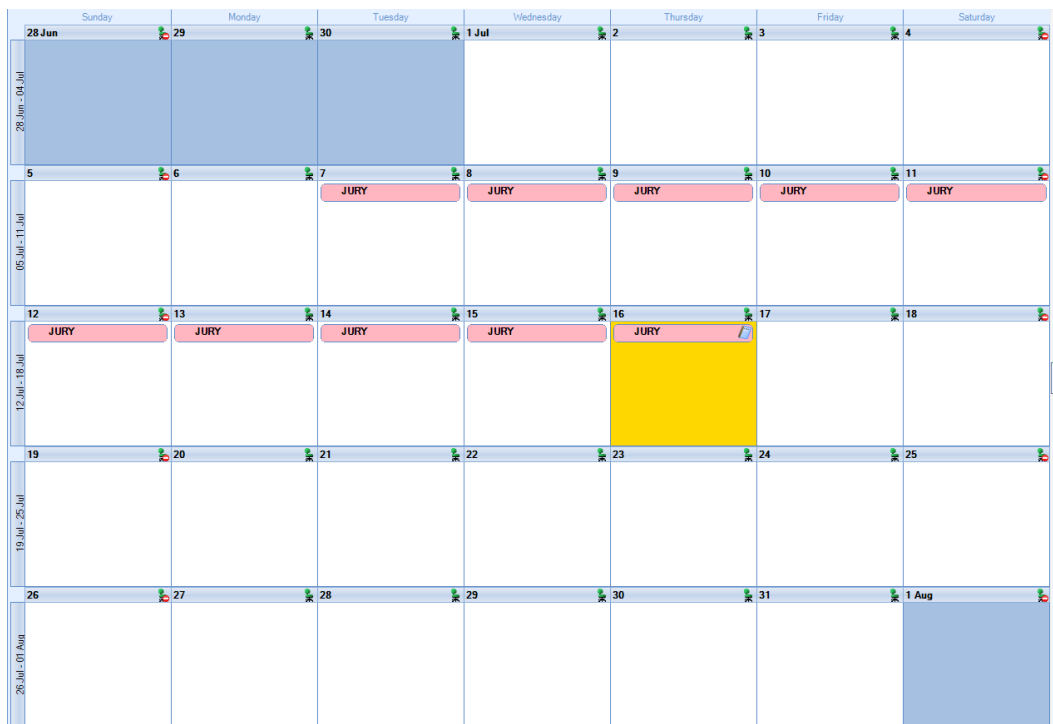 Sunday Monday Tuesday Wednesday Thursday Friday Saturday
28 Jun 29 30 1 Jul 2 3 4
28 Jun - 04 Jul
5 6 7 8 9 10 11
JURY JURY JURY JURY JURY
05 Jul - 11 Jul
12 13 14 15 16 17 18
JURY JURY JURY JURY JURY
12 Jul - 18 Jul
19 20 21 22 23 24 25
19 Jul - 25 Jul
26 27 28 29 30 31 1 Aug
26 Jul - 01 Aug